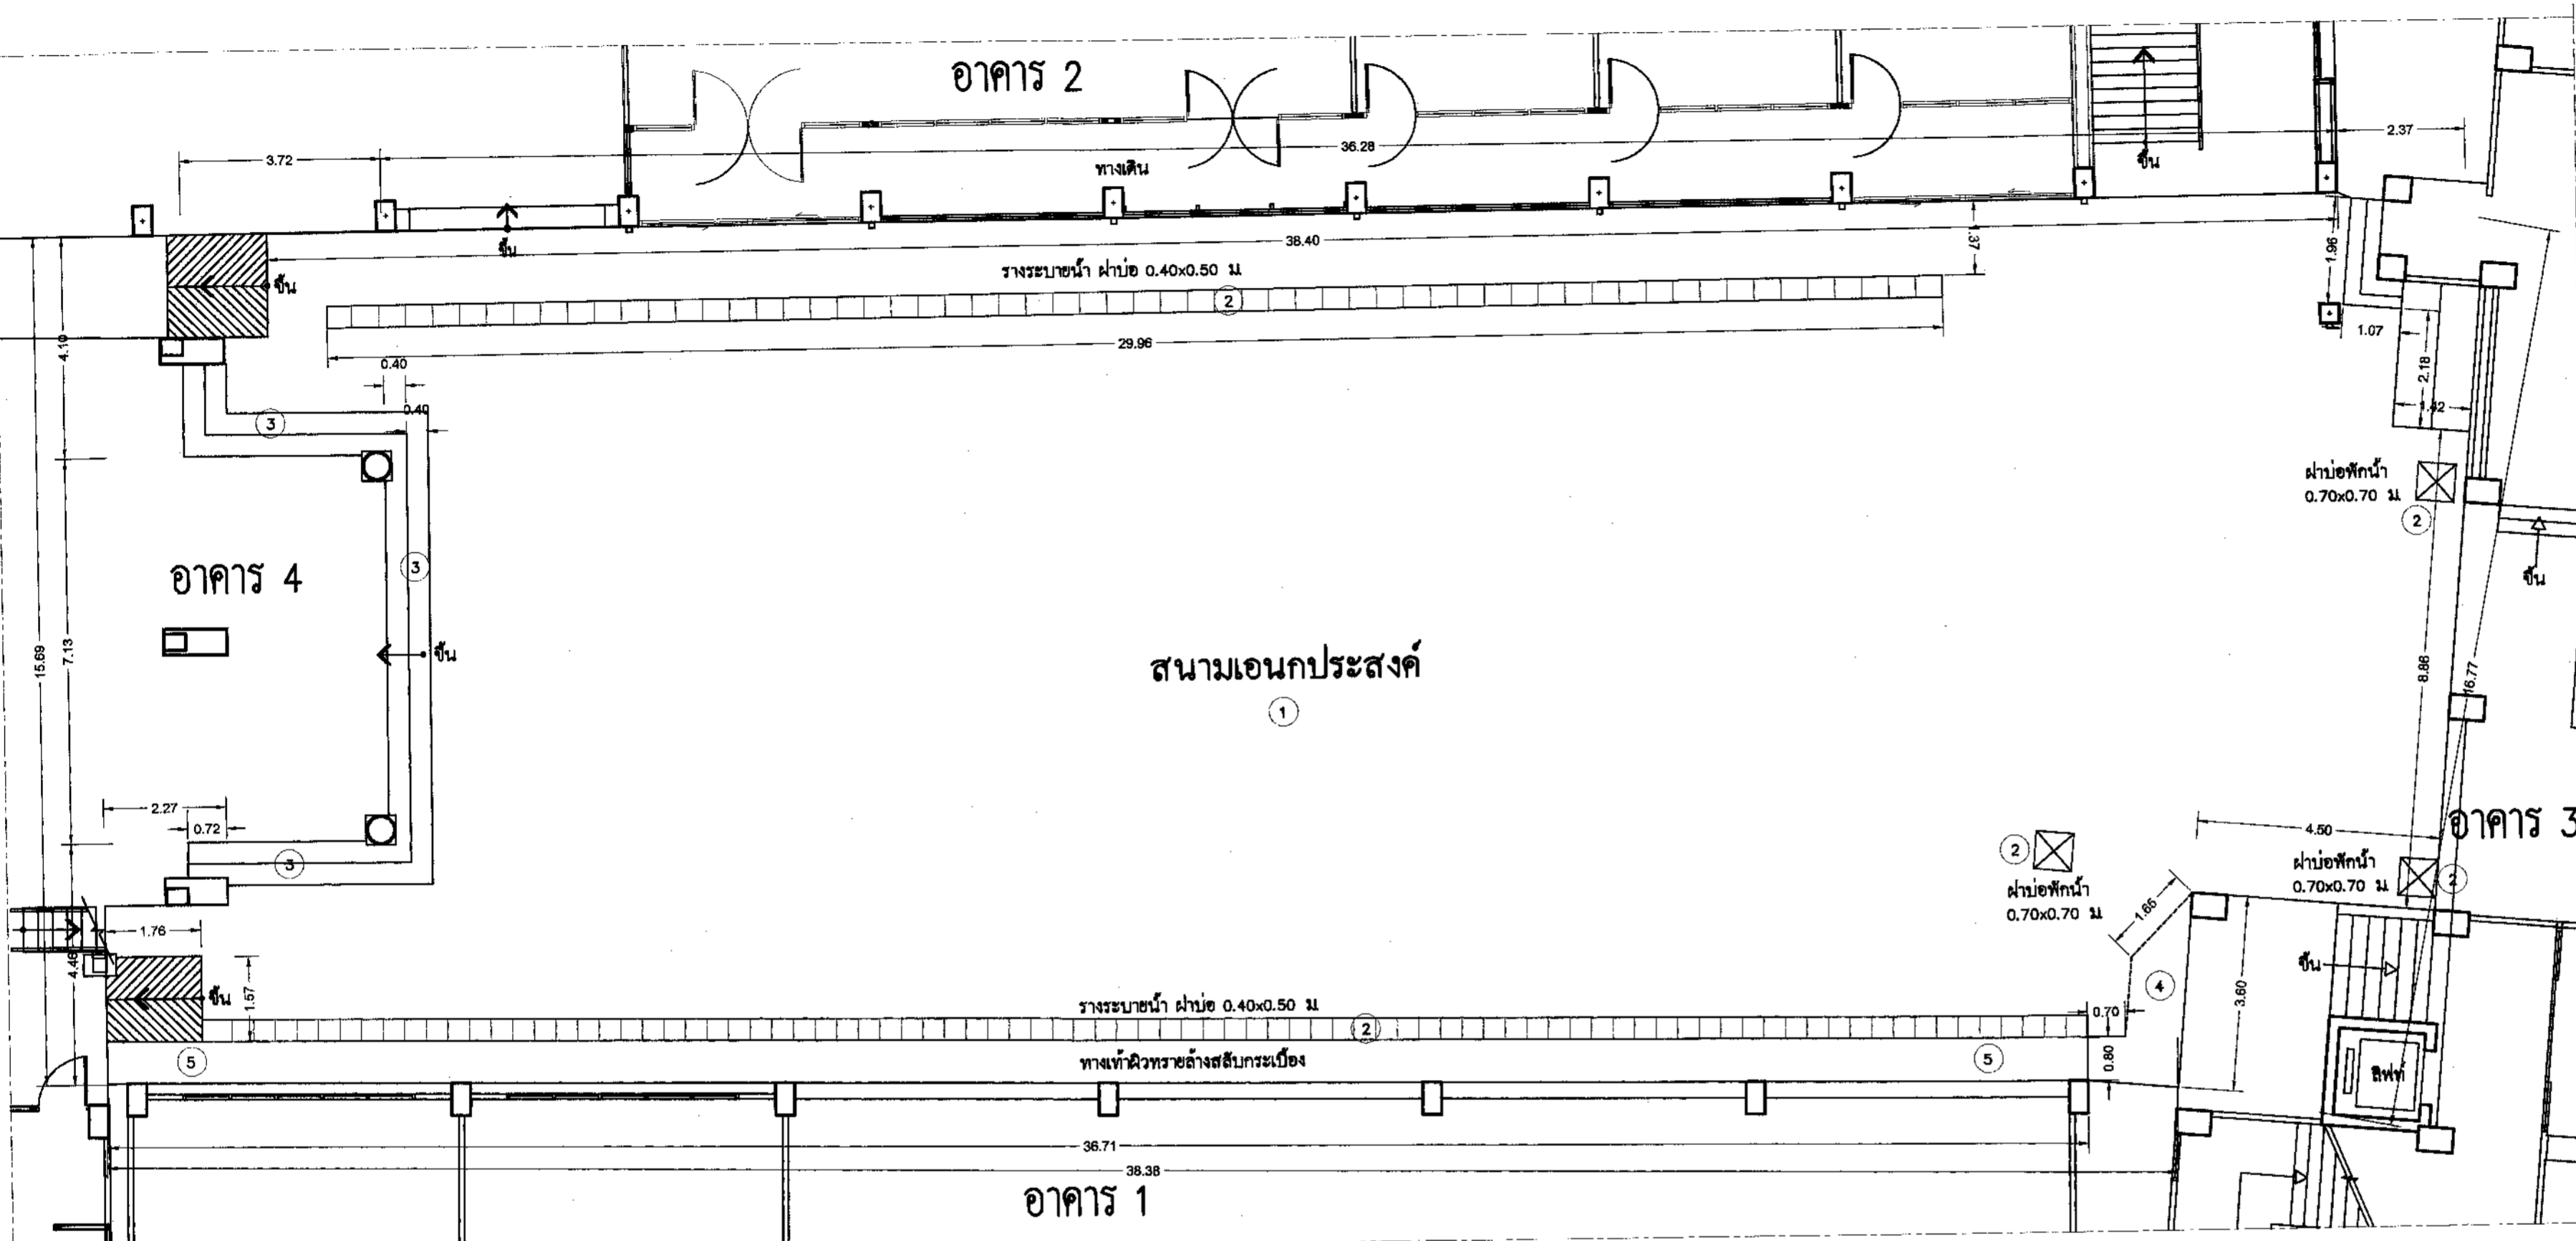 อาคาร 2
3.72
36.28
2.37
ทางเดิน
ขึ้น
ขึ้น
38.40
1.37
1.96
รางระบายน้ำ ฝาบ่อ 0.40x0.50 ม.
ขึ้น
2
29.96
1.07
4.10
0.40
0.40
2.18
1.42
3
ฝาบ่อพักน้ำ
0.70x0.70 ม.
2
3
อาคาร 4
ขึ้น
15.69
7.13
ขึ้น
สนามเอนกประสงค์
1
8.86
16.77
2.27
0.72
3
4.50
อาคาร 3
2
ฝาบ่อพักน้ำ
0.70x0.70 ม.
ฝาบ่อพักน้ำ
0.70x0.70 ม.
2
1.65
1.76
4.46
1.57
ขึ้น
ขึ้น
4
3.60
รางระบายน้ำ ฝาบ่อ 0.40x0.50 ม.
2
0.70
5
ทางเท้าผิวทรายล้างสลับกระเบื้อง
5
0.80
ลิฟท์
36.71
38.38
อาคาร 1